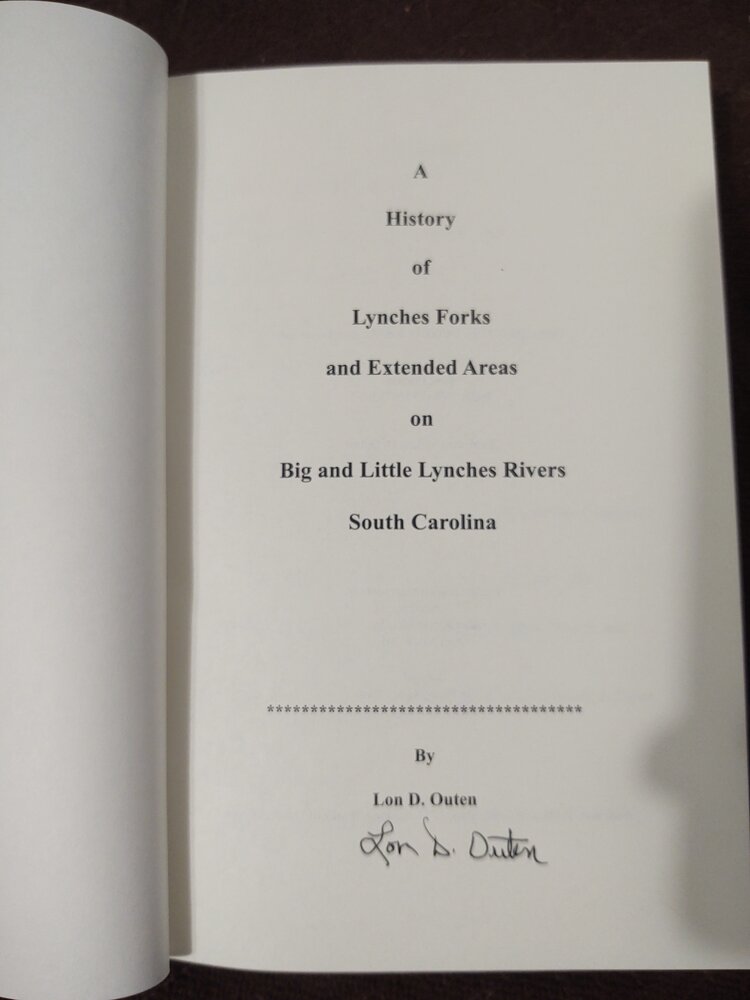 A
History
of
Lynches Forks
and Extended Areas
on
Big and Little Lynches Rivers
South Carolina
************************************
By
Lon D. Outen
Lon D. Outen